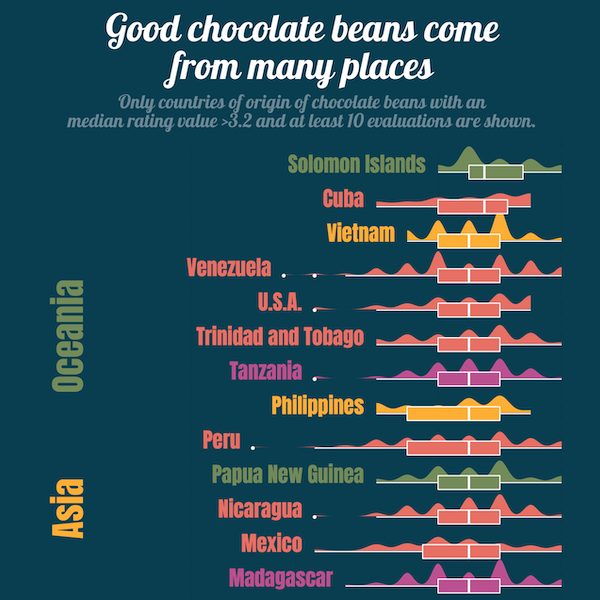 Good chocolate beans come
from many places
Only countries of origin of chocolate beans with an
median rating value >3.2 and at least 10 evaluations are shown.
Solomon Islands
Cuba
Vietnam
Venezuela
U.S.A.
Trinidad and Tobago
Tanzania
Philippines
Peru
Papua New Guinea
Nicaragua
Mexico
Madagascar
Oceania
Asia